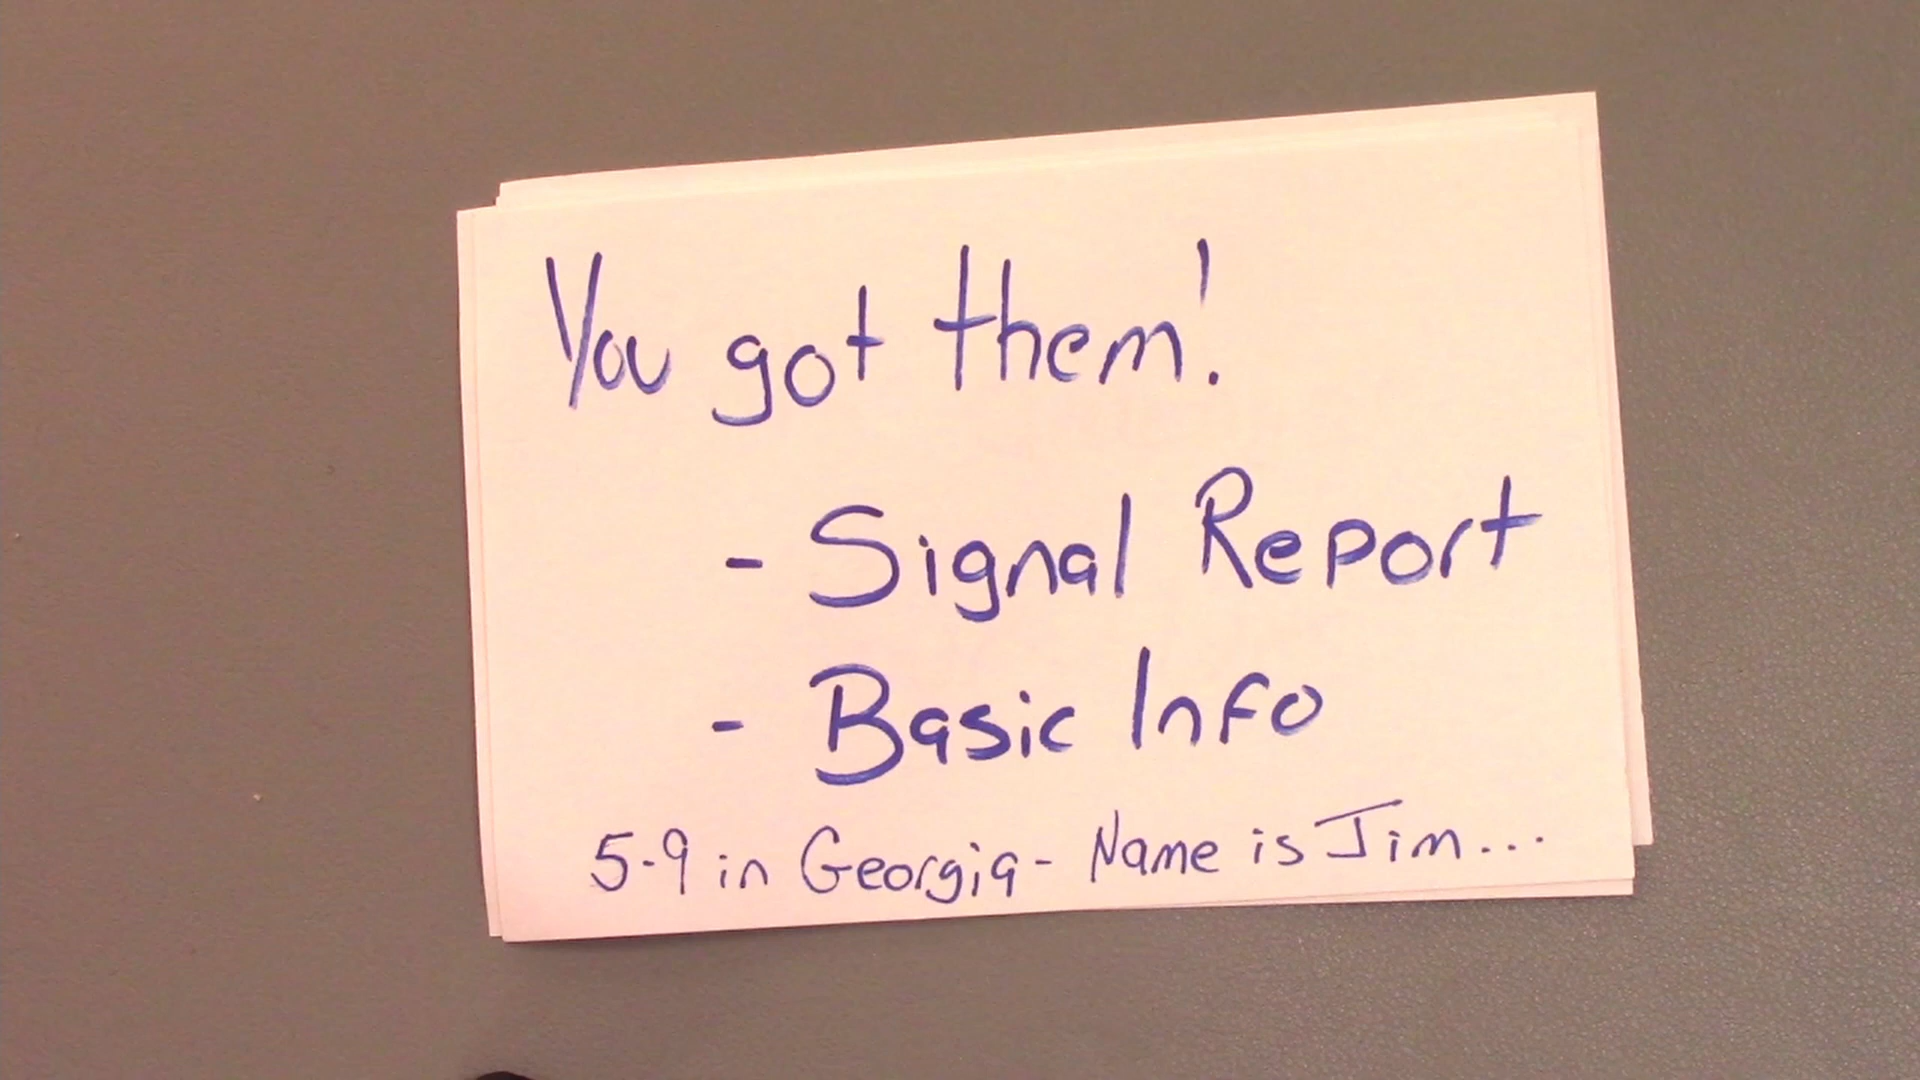 You got them!
- Signal Report
- Basic Info
5-9 in Georgia - Name is Jim...